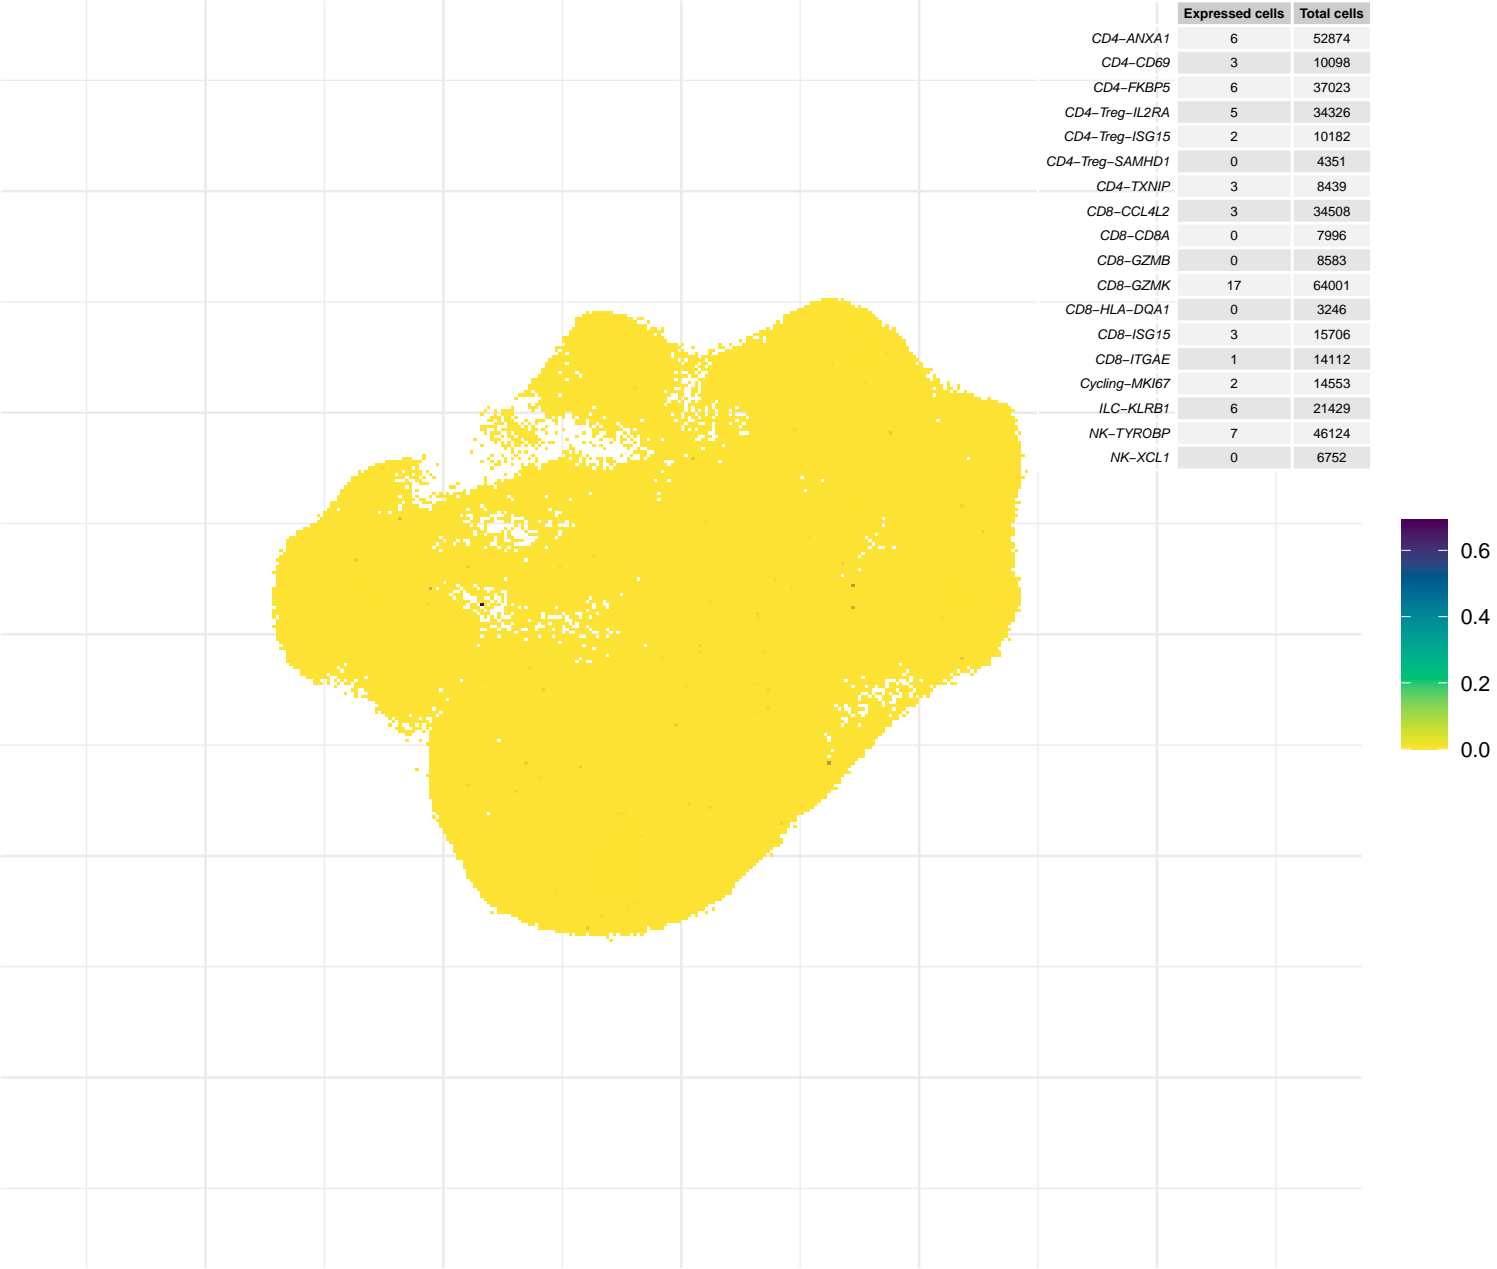 Expressed cells Total cells
CD4−ANXA1 6 52874
CD4−CD69 3 10098
CD4−FKBP5 6 37023
CD4−Treg−IL2RA 5 34326
CD4−Treg−ISG15 2 10182
CD4−Treg−SAMHD1 0 4351
CD4−TXNIP 3 8439
CD8−CCL4L2 3 34508
CD8−CD8A 0 7996
CD8−GZMB 0 8583
CD8−GZMK 17 64001
CD8−HLA−DQA1 0 3246
CD8−ISG15 3 15706
CD8−ITGAE 1 14112
Cycling−MKI67 2 14553
ILC−KLRB1 6 21429
NK−TYROBP 7 46124
NK−XCL1 0 6752
0.6
0.4
0.2
0.0